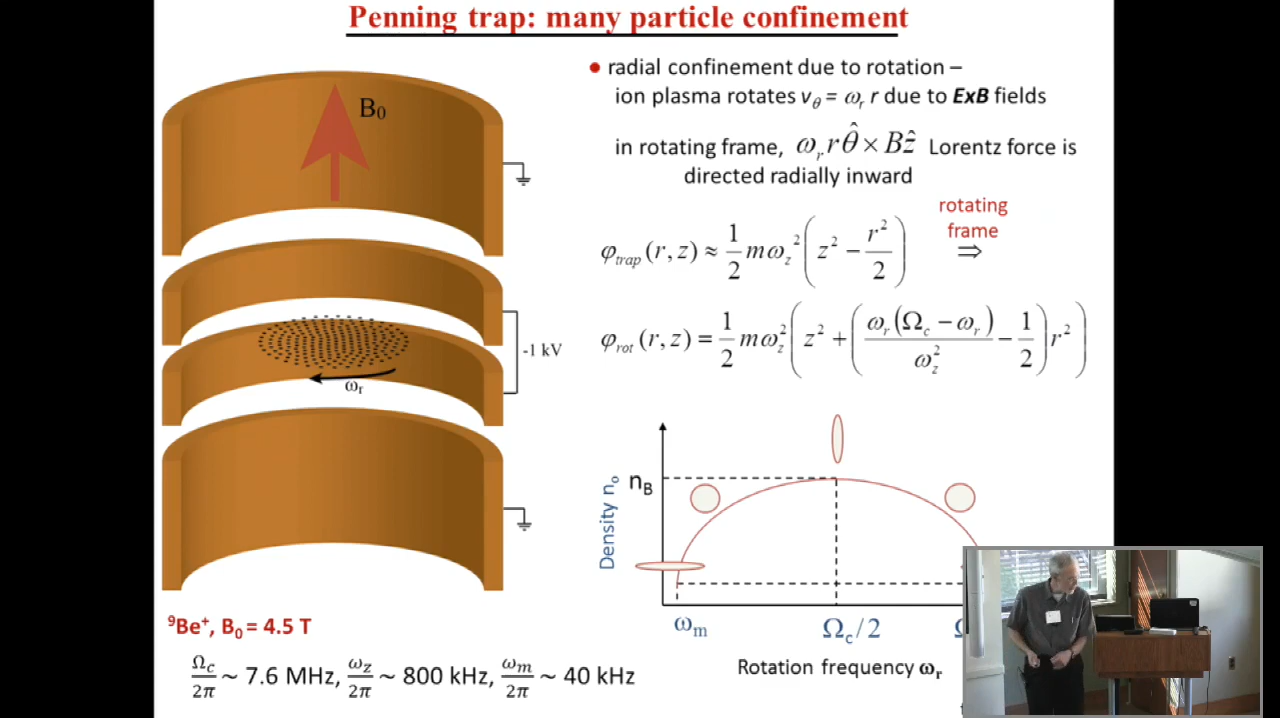 Penning trap: many particle confinement
B₀
-1 kV
ωr
⁹Be⁺, B₀ = 4.5 T
Ωc/2π ~ 7.6 MHz, ωz/2π ~ 800 kHz, ωm/2π ~ 40 kHz
• radial confinement due to rotation –
ion plasma rotates vθ = ωr r due to ExB fields
in rotating frame, ωr r θ̂ × B ẑ Lorentz force is
directed radially inward
rotating
frame
⇒
φtrap (r, z) ≈ 1/2 m ωz² ( z² − r²/2 )
φrot (r, z) = 1/2 m ωz² ( z² + ( ωr (Ωc − ωr)/ωz² − 1/2 ) r² )
Density n₀
nB
ωm Ωc/2
Rotation frequency ωr